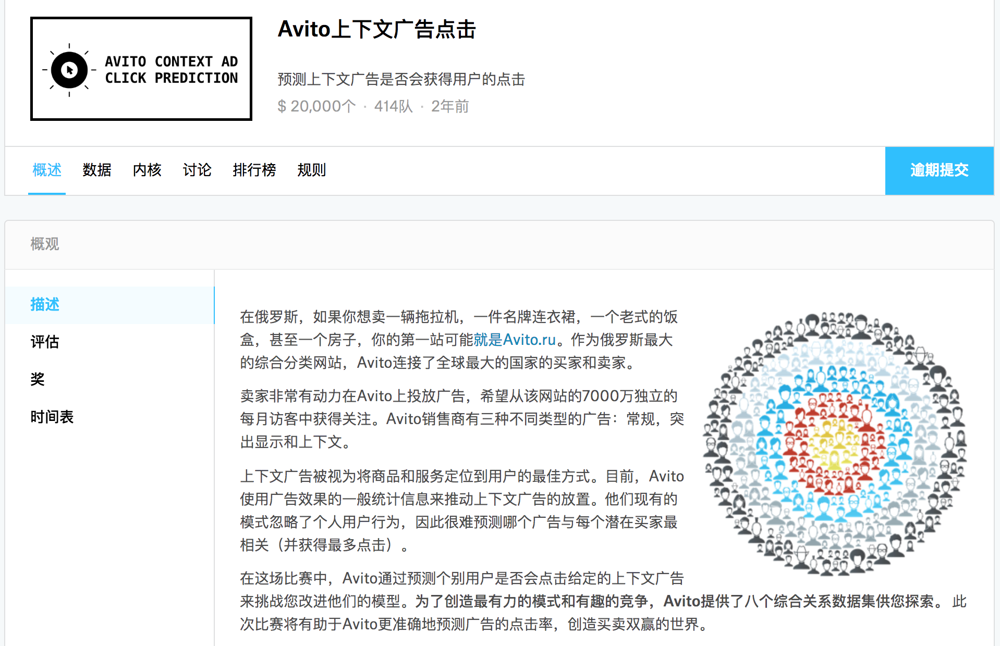 AVITO CONTEXT AD
CLICK PREDICTION
Avito上下文广告点击
预测上下文广告是否会获得用户的点击
$ 20,000个 · 414队 · 2年前
概述 数据 内核 讨论 排行榜 规则 逾期提交
概观
描述
评估
奖
时间表
在俄罗斯，如果你想卖一辆拖拉机，一件名牌连衣裙，一个老式的饭
盒，甚至一个房子，你的第一站可能就是Avito.ru。作为俄罗斯最大
的综合分类网站，Avito连接了全球最大的国家的买家和卖家。
卖家非常有动力在Avito上投放广告，希望从该网站的7000万独立的
每月访客中获得关注。Avito销售商有三种不同类型的广告：常规，突
出显示和上下文。
上下文广告被视为将商品和服务定位到用户的最佳方式。目前，Avito
使用广告效果的一般统计信息来推动上下文广告的放置。他们现有的
模式忽略了个人用户行为，因此很难预测哪个广告与每个潜在买家最
相关（并获得最多点击）。
在这场比赛中，Avito通过预测个别用户是否会点击给定的上下文广告
来挑战您改进他们的模型。为了创造最有力的模式和有趣的竞争，Avito提供了八个综合关系数据集供您探索。 此
次比赛将有助于Avito更准确地预测广告的点击率，创造买卖双赢的世界。